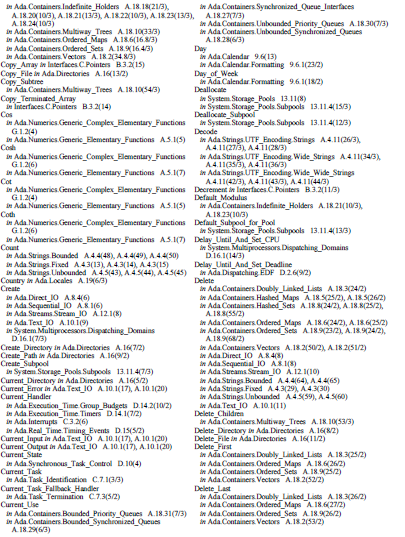 in Ada.Containers.Indefinite_Holders A.18.18(21/3),
A.18.20(10/3), A.18.21(13/3), A.18.22(10/3), A.18.23(13/3),
A.18.24(10/3)
in Ada.Containers.Multiway_Trees A.18.10(33/3)
in Ada.Containers.Ordered_Maps A.18.6(16.8/3)
in Ada.Containers.Ordered_Sets A.18.9(16.4/3)
in Ada.Containers.Vectors A.18.2(34.8/3)
Copy_Array in Interfaces.C.Pointers B.3.2(15)
Copy_File in Ada.Directories A.16(13/2)
Copy_Subtree
in Ada.Containers.Multiway_Trees A.18.10(54/3)
Copy_Terminated_Array
in Interfaces.C.Pointers B.3.2(14)
Cos
in Ada.Numerics.Generic_Complex_Elementary_Functions
G.1.2(4)
in Ada.Numerics.Generic_Elementary_Functions A.5.1(5)
Cosh
in Ada.Numerics.Generic_Complex_Elementary_Functions
G.1.2(6)
in Ada.Numerics.Generic_Elementary_Functions A.5.1(7)
Cot
in Ada.Numerics.Generic_Complex_Elementary_Functions
G.1.2(4)
in Ada.Numerics.Generic_Elementary_Functions A.5.1(5)
Coth
in Ada.Numerics.Generic_Complex_Elementary_Functions
G.1.2(6)
in Ada.Numerics.Generic_Elementary_Functions A.5.1(7)
Count
in Ada.Strings.Bounded A.4.4(48), A.4.4(49), A.4.4(50)
in Ada.Strings.Fixed A.4.3(13), A.4.3(14), A.4.3(15)
in Ada.Strings.Unbounded A.4.5(43), A.4.5(44), A.4.5(45)
Country in Ada.Locales A.19(6/3)
Create
in Ada.Direct_IO A.8.4(6)
in Ada.Sequential_IO A.8.1(6)
in Ada.Streams.Stream_IO A.12.1(8)
in Ada.Text_IO A.10.1(9)
in System.Multiprocessors.Dispatching_Domains
D.16.1(7/3)
Create_Directory in Ada.Directories A.16(7/2)
Create_Path in Ada.Directories A.16(9/2)
Create_Subpool
in System.Storage_Pools.Subpools 13.11.4(7/3)
Current_Directory in Ada.Directories A.16(5/2)
Current_Error in Ada.Text_IO A.10.1(17), A.10.1(20)
Current_Handler
in Ada.Execution_Time.Group_Budgets D.14.2(10/2)
in Ada.Execution_Time.Timers D.14.1(7/2)
in Ada.Interrupts C.3.2(6)
in Ada.Real_Time.Timing_Events D.15(5/2)
Current_Input in Ada.Text_IO A.10.1(17), A.10.1(20)
Current_Output in Ada.Text_IO A.10.1(17), A.10.1(20)
Current_State
in Ada.Synchronous_Task_Control D.10(4)
Current_Task
in Ada.Task_Identification C.7.1(3/3)
Current_Task_Fallback_Handler
in Ada.Task_Termination C.7.3(5/2)
Current_Use
in Ada.Containers.Bounded_Priority_Queues A.18.31(7/3)
in Ada.Containers.Bounded_Synchronized_Queues
A.18.29(6/3)
in Ada.Containers.Synchronized_Queue_Interfaces
A.18.27(7/3)
in Ada.Containers.Unbounded_Priority_Queues A.18.30(7/3)
in Ada.Containers.Unbounded_Synchronized_Queues
A.18.28(6/3)
Day
in Ada.Calendar 9.6(13)
in Ada.Calendar.Formatting 9.6.1(23/2)
Day_of_Week
in Ada.Calendar.Formatting 9.6.1(18/2)
Deallocate
in System.Storage_Pools 13.11(8)
in System.Storage_Pools.Subpools 13.11.4(15/3)
Deallocate_Subpool
in System.Storage_Pools.Subpools 13.11.4(12/3)
Decode
in Ada.Strings.UTF_Encoding.Strings A.4.11(26/3),
A.4.11(27/3), A.4.11(28/3)
in Ada.Strings.UTF_Encoding.Wide_Strings A.4.11(34/3),
A.4.11(35/3), A.4.11(36/3)
in Ada.Strings.UTF_Encoding.Wide_Wide_Strings
A.4.11(42/3), A.4.11(43/3), A.4.11(44/3)
Decrement in Interfaces.C.Pointers B.3.2(11/3)
Default_Modulus
in Ada.Containers.Indefinite_Holders A.18.21(10/3),
A.18.23(10/3)
Default_Subpool_for_Pool
in System.Storage_Pools.Subpools 13.11.4(13/3)
Delay_Until_And_Set_CPU
in System.Multiprocessors.Dispatching_Domains
D.16.1(14/3)
Delay_Until_And_Set_Deadline
in Ada.Dispatching.EDF D.2.6(9/2)
Delete
in Ada.Containers.Doubly_Linked_Lists A.18.3(24/2)
in Ada.Containers.Hashed_Maps A.18.5(25/2), A.18.5(26/2)
in Ada.Containers.Hashed_Sets A.18.8(24/2), A.18.8(25/2),
A.18.8(55/2)
in Ada.Containers.Ordered_Maps A.18.6(24/2), A.18.6(25/2)
in Ada.Containers.Ordered_Sets A.18.9(23/2), A.18.9(24/2),
A.18.9(68/2)
in Ada.Containers.Vectors A.18.2(50/2), A.18.2(51/2)
in Ada.Direct_IO A.8.4(8)
in Ada.Sequential_IO A.8.1(8)
in Ada.Streams.Stream_IO A.12.1(10)
in Ada.Strings.Bounded A.4.4(64), A.4.4(65)
in Ada.Strings.Fixed A.4.3(29), A.4.3(30)
in Ada.Strings.Unbounded A.4.5(59), A.4.5(60)
in Ada.Text_IO A.10.1(11)
Delete_Children
in Ada.Containers.Multiway_Trees A.18.10(53/3)
Delete_Directory in Ada.Directories A.16(8/2)
Delete_File in Ada.Directories A.16(11/2)
Delete_First
in Ada.Containers.Doubly_Linked_Lists A.18.3(25/2)
in Ada.Containers.Ordered_Maps A.18.6(26/2)
in Ada.Containers.Ordered_Sets A.18.9(25/2)
in Ada.Containers.Vectors A.18.2(52/2)
Delete_Last
in Ada.Containers.Doubly_Linked_Lists A.18.3(26/2)
in Ada.Containers.Ordered_Maps A.18.6(27/2)
in Ada.Containers.Ordered_Sets A.18.9(26/2)
in Ada.Containers.Vectors A.18.2(53/2)